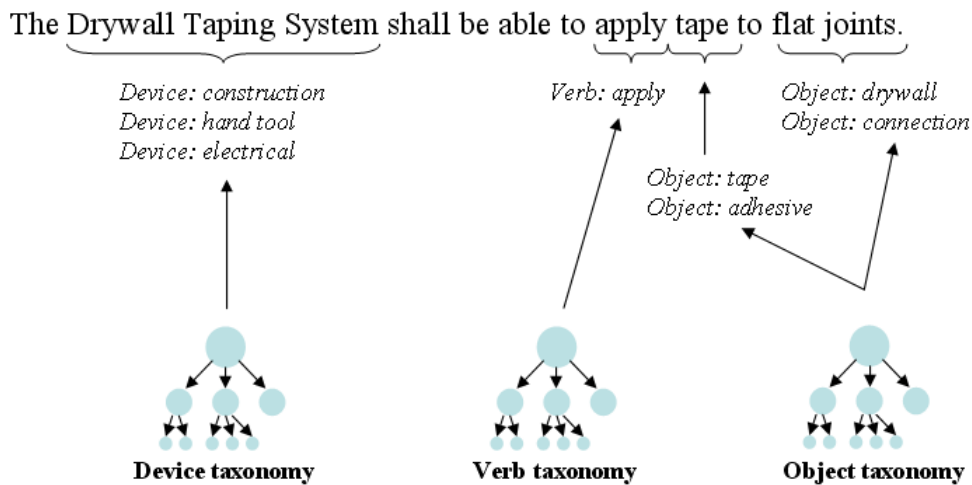 The Drywall Taping System shall be able to apply tape to flat joints.
Device: construction
Device: hand tool
Device: electrical
Verb: apply
Object: drywall
Object: connection
Object: tape
Object: adhesive
Device taxonomy
Verb taxonomy
Object taxonomy